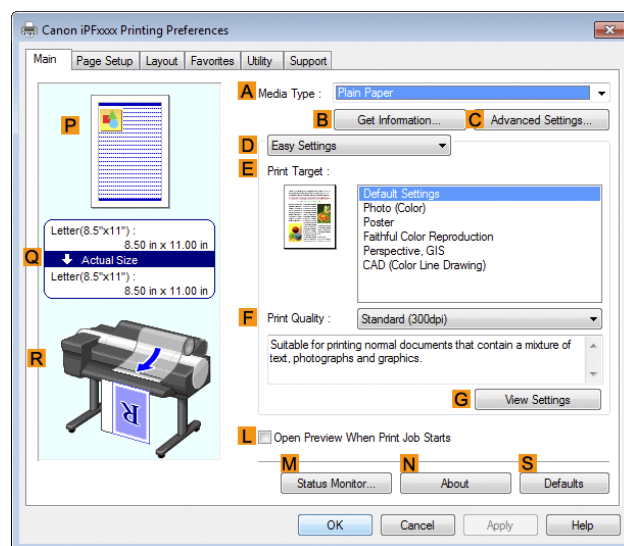 Canon iPFxxxx Printing Preferences
Main Page Setup Layout Favorites Utility Support
A Media Type : Plain Paper
P
B Get Information... C Advanced Settings...
D Easy Settings
E Print Target :
Default Settings
Photo (Color)
Poster
Faithful Color Reproduction
Perspective, GIS
CAD (Color Line Drawing)
Letter(8.5"x11") :
8.50 in x 11.00 in
Q Actual Size
Letter(8.5"x11") :
8.50 in x 11.00 in
F Print Quality : Standard (300dpi)
Suitable for printing normal documents that contain a mixture of
text, photographs and graphics.
R
R
G View Settings
L Open Preview When Print Job Starts
M Status Monitor... N About S Defaults
OK Cancel Apply Help